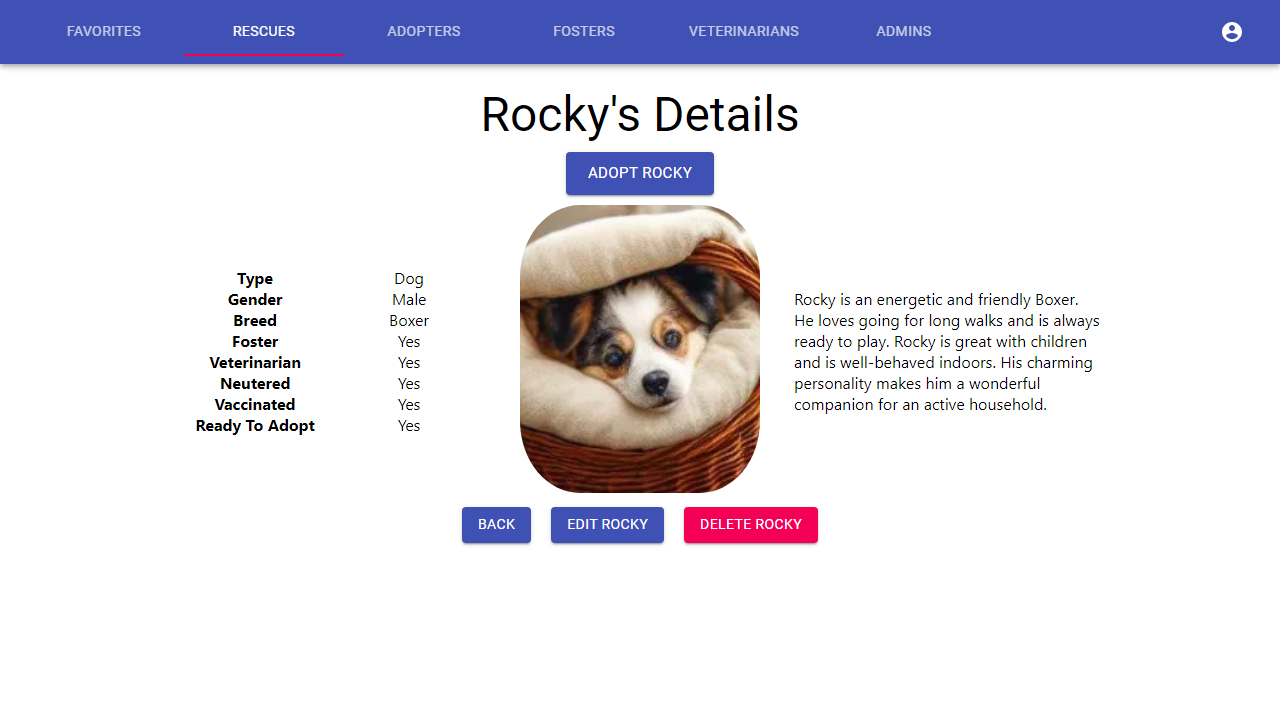 FAVORITES RESCUES ADOPTERS FOSTERS VETERINARIANS ADMINS
Rocky's Details
ADOPT ROCKY
Type Dog
Gender Male
Breed Boxer
Foster Yes
Veterinarian Yes
Neutered Yes
Vaccinated Yes
Ready To Adopt Yes
Rocky is an energetic and friendly Boxer.
He loves going for long walks and is always
ready to play. Rocky is great with children
and is well-behaved indoors. His charming
personality makes him a wonderful
companion for an active household.
BACK EDIT ROCKY DELETE ROCKY